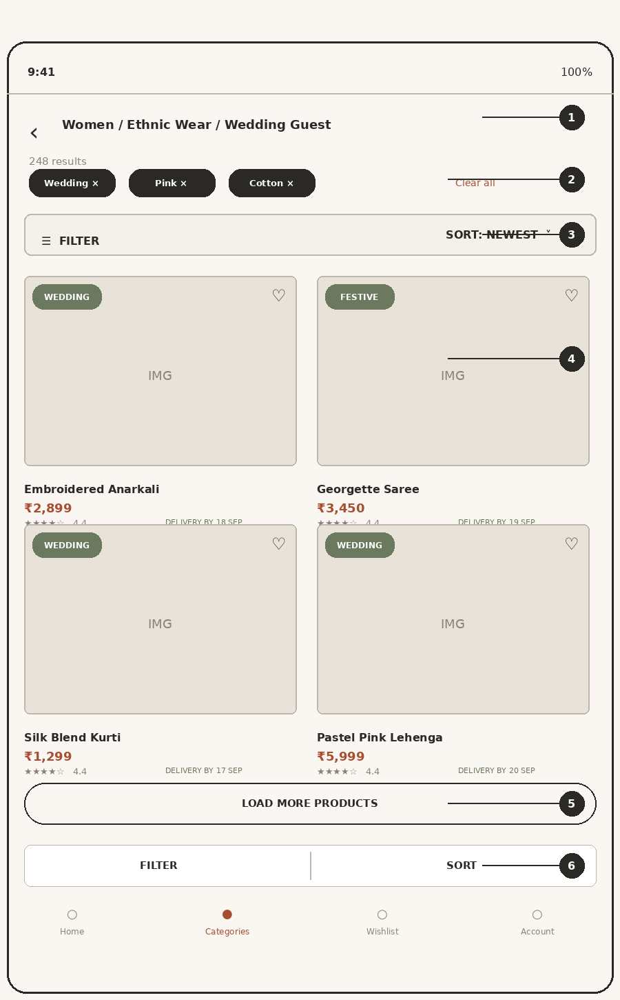 9:41 100%
‹ Women / Ethnic Wear / Wedding Guest 1
248 results
Wedding × Pink × Cotton × Clear all 2
☰ FILTER SORT: NEWEST ˅ 3
WEDDING ♡ FESTIVE ♡
4
IMG IMG
Embroidered Anarkali Georgette Saree
₹2,899 ₹3,450
★★★★☆ 4.4 DELIVERY BY 18 SEP ★★★★☆ 4.4 DELIVERY BY 19 SEP
WEDDING ♡ WEDDING ♡
IMG IMG
Silk Blend Kurti Pastel Pink Lehenga
₹1,299 ₹5,999
★★★★☆ 4.4 DELIVERY BY 17 SEP ★★★★☆ 4.4 DELIVERY BY 20 SEP
LOAD MORE PRODUCTS 5
FILTER SORT 6
○ ● ○ ○
Home Categories Wishlist Account